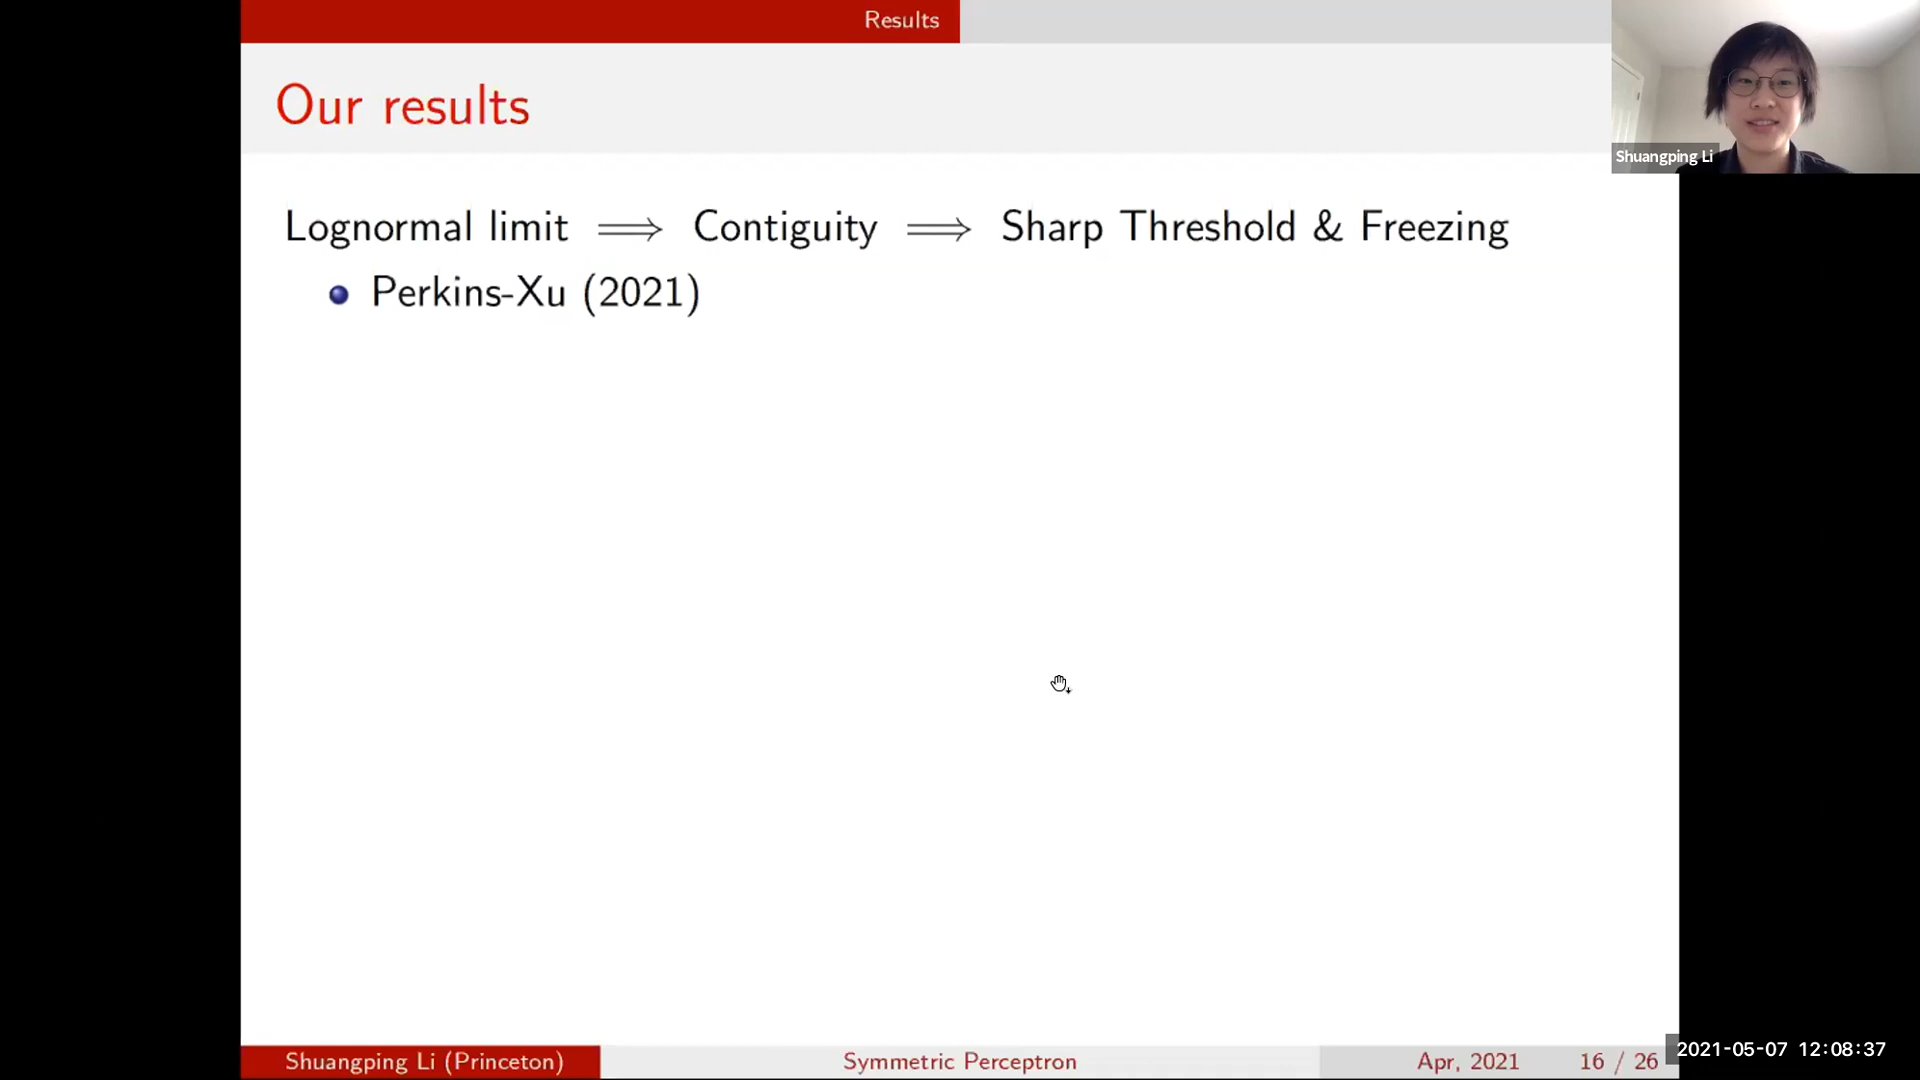 Results
Our results
Shuangping Li
Lognormal limit ⟹ Contiguity ⟹ Sharp Threshold & Freezing
Perkins-Xu (2021)
Shuangping Li (Princeton) Symmetric Perceptron Apr, 2021 16 / 26
2021-05-07 12:08:37